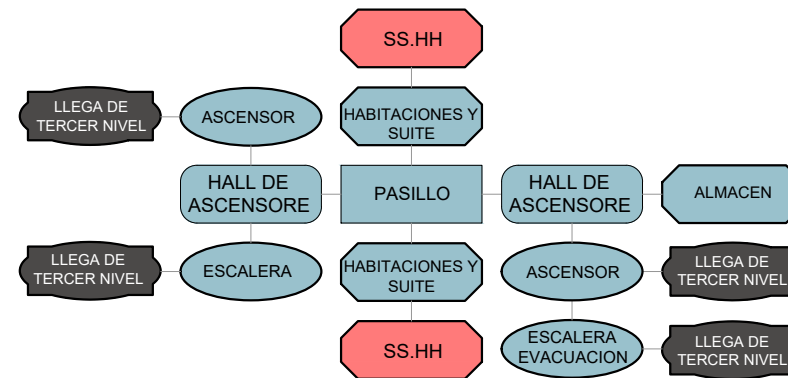 SS.HH
LLEGA DE
TERCER NIVEL
ASCENSOR
HABITACIONES Y
SUITE
HALL DE
ASCENSORE
PASILLO
HALL DE
ASCENSORE
ALMACEN
LLEGA DE
TERCER NIVEL
ESCALERA
HABITACIONES Y
SUITE
ASCENSOR
LLEGA DE
TERCER NIVEL
SS.HH
ESCALERA
EVACUACION
LLEGA DE
TERCER NIVEL